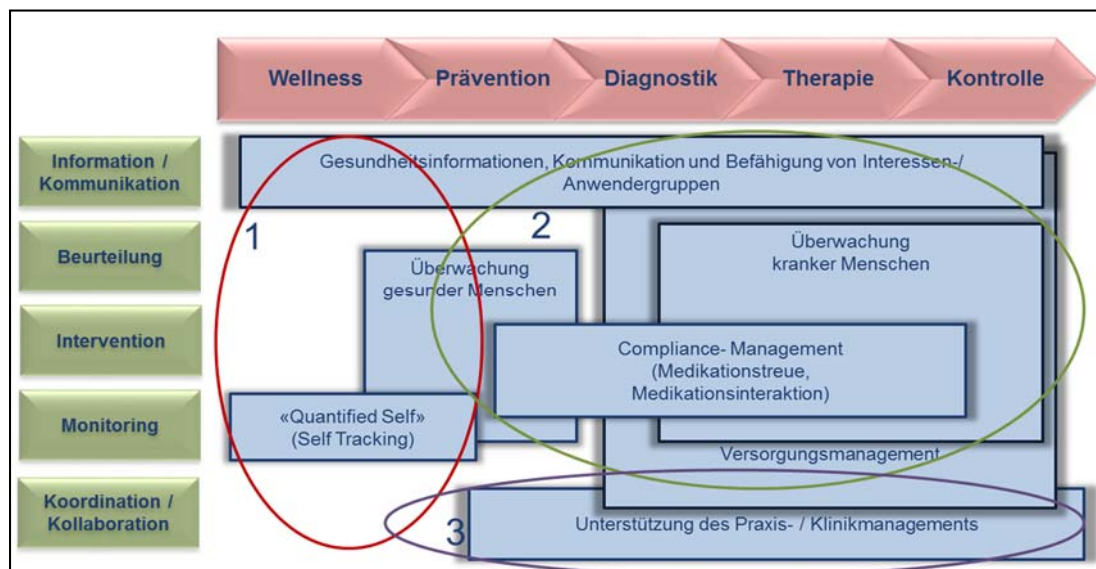 Wellness
Prävention
Diagnostik
Therapie
Kontrolle
Information /
Kommunikation
Gesundheitsinformationen, Kommunikation und Befähigung von Interessen-/
Anwendergruppen
1
2
Beurteilung
Überwachung
gesunder Menschen
Überwachung
kranker Menschen
Intervention
Compliance- Management
(Medikationstreue,
Medikationsinteraktion)
Monitoring
«Quantified Self»
(Self Tracking)
Versorgungsmanagement
Koordination /
Kollaboration
3
Unterstützung des Praxis- / Klinikmanagements